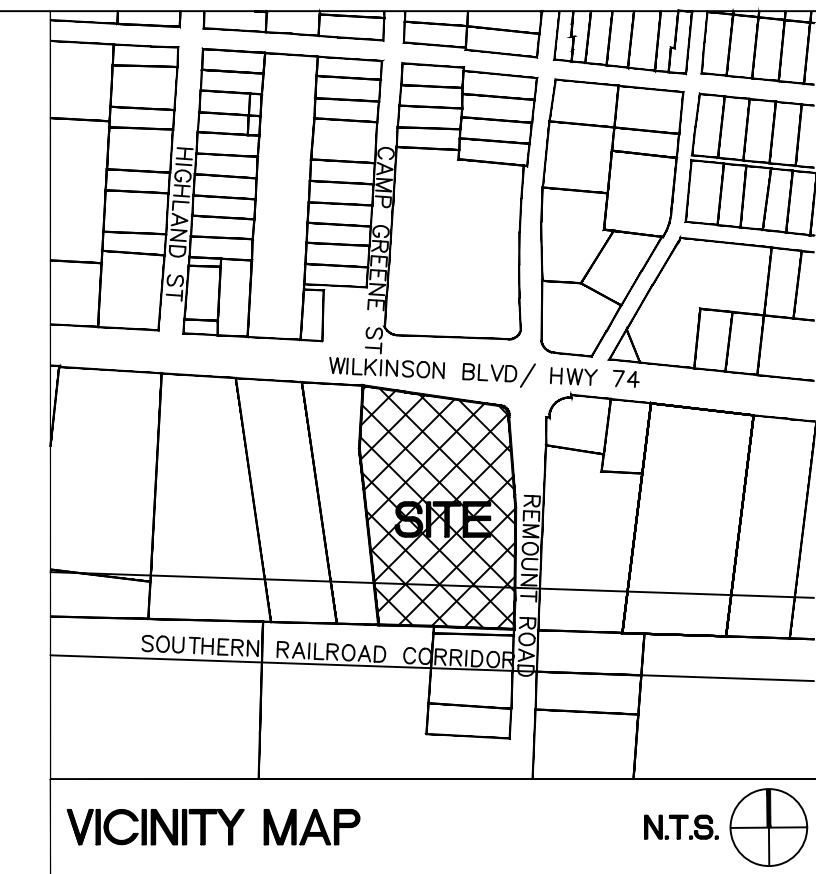 HIGHLAND ST
CAMP GREENE ST
WILKINSON BLVD/ HWY 74
SITE
REMOUNT ROAD
SOUTHERN RAILROAD CORRIDOR
VICINITY MAP
N.T.S.